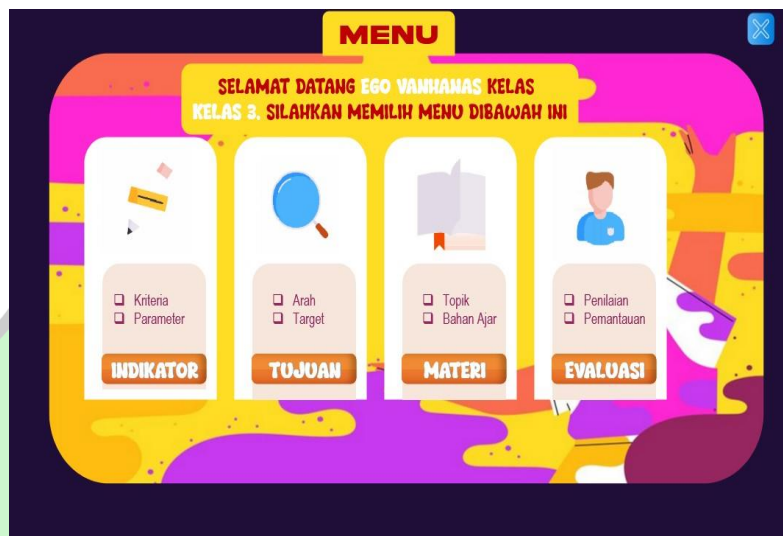 MENU
SELAMAT DATANG EGO VANHANAS KELAS
KELAS 3. SILAHKAN MEMILIH MENU DIBAWAH INI
Kriteria
Parameter
INDIKATOR
Arah
Target
TUJUAN
Topik
Bahan Ajar
MATERI
Penilaian
Pemantauan
EVALUASI